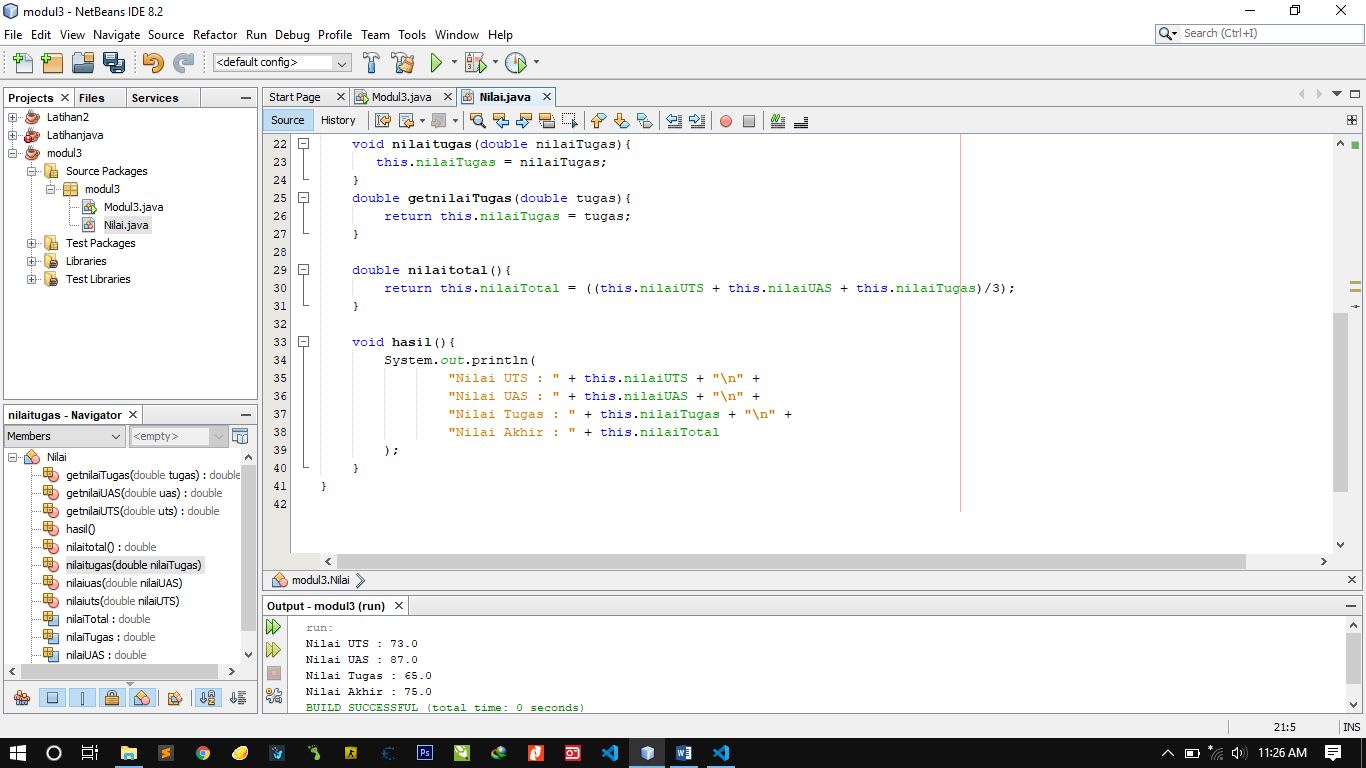 modul3 - NetBeans IDE 8.2
File Edit View Navigate Source Refactor Run Debug Profile Team Tools Window Help
Search (Ctrl+I)
<default config>
Projects Files Services
Latihan2
Latihanjava
modul3
Source Packages
modul3
Modul3.java
Nilai.java
Test Packages
Libraries
Test Libraries
nilaitugas - Navigator
Members <empty>
Nilai
getnilaiTugas(double tugas) : double
getnilaiUAS(double uas) : double
getnilaiUTS(double uts) : double
hasil()
nilaitotal() : double
nilaitugas(double nilaiTugas)
nilaiuas(double nilaiUAS)
nilaiuts(double nilaiUTS)
nilaiTotal : double
nilaiTugas : double
nilaiUAS : double
Start Page Modul3.java Nilai.java
Source History
22 void nilaitugas(double nilaiTugas){
23 this.nilaiTugas = nilaiTugas;
24 }
25 double getnilaiTugas(double tugas){
26 return this.nilaiTugas = tugas;
27 }
28
29 double nilaitotal(){
30 return this.nilaiTotal = ((this.nilaiUTS + this.nilaiUAS + this.nilaiTugas)/3);
31 }
32
33 void hasil(){
34 System.out.println(
35 "Nilai UTS : " + this.nilaiUTS + "\n" +
36 "Nilai UAS : " + this.nilaiUAS + "\n" +
37 "Nilai Tugas : " + this.nilaiTugas + "\n" +
38 "Nilai Akhir : " + this.nilaiTotal
39 );
40 }
41 }
42
modul3.Nilai
Output - modul3 (run)
run:
Nilai UTS : 73.0
Nilai UAS : 87.0
Nilai Tugas : 65.0
Nilai Akhir : 75.0
BUILD SUCCESSFUL (total time: 0 seconds)
21:5 INS
Ps
11:26 AM